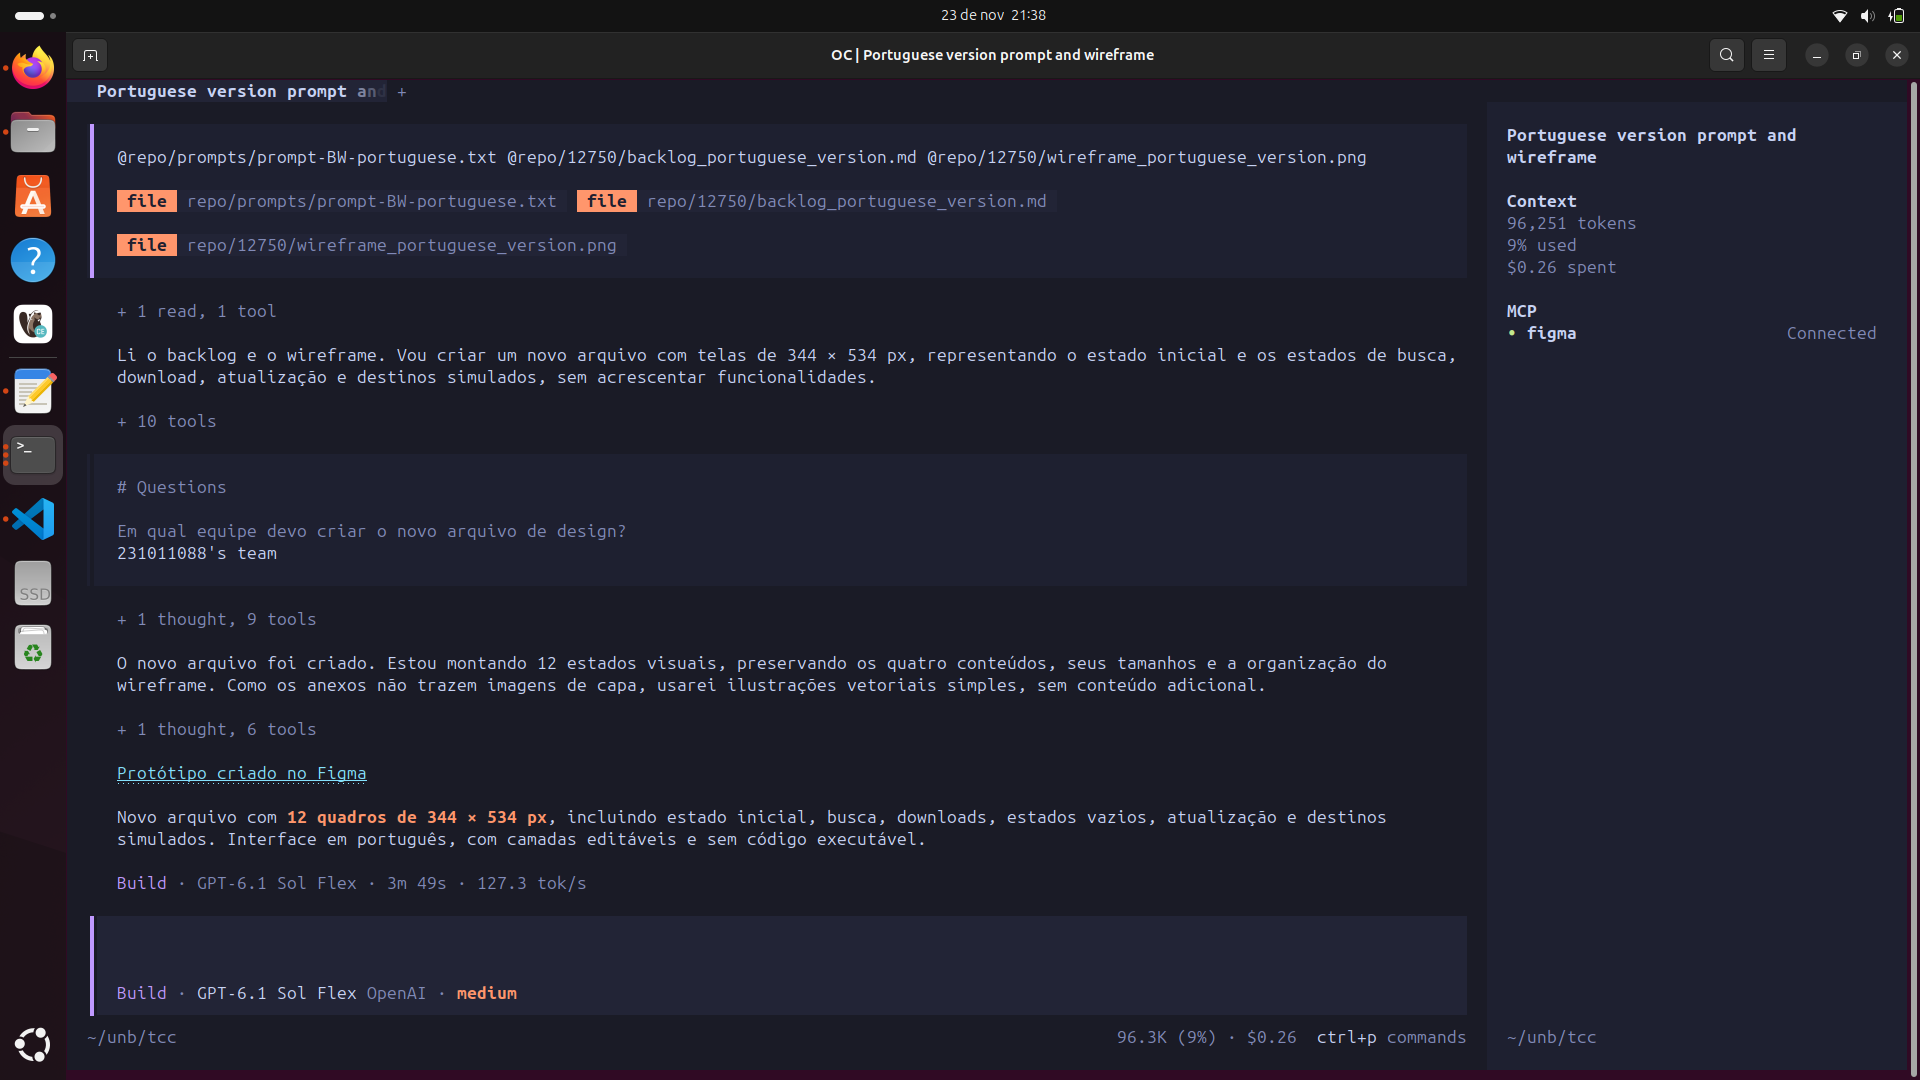 23 de nov 21:38
OC | Portuguese version prompt and wireframe
Portuguese version prompt and +
@repo/prompts/prompt-BW-portuguese.txt @repo/12750/backlog_portuguese_version.md @repo/12750/wireframe_portuguese_version.png
file repo/prompts/prompt-BW-portuguese.txt file repo/12750/backlog_portuguese_version.md
file repo/12750/wireframe_portuguese_version.png
+ 1 read, 1 tool
Li o backlog e o wireframe. Vou criar um novo arquivo com telas de 344 × 534 px, representando o estado inicial e os estados de busca,
download, atualização e destinos simulados, sem acrescentar funcionalidades.
+ 10 tools
# Questions
Em qual equipe devo criar o novo arquivo de design?
231011088's team
+ 1 thought, 9 tools
O novo arquivo foi criado. Estou montando 12 estados visuais, preservando os quatro conteúdos, seus tamanhos e a organização do
wireframe. Como os anexos não trazem imagens de capa, usarei ilustrações vetoriais simples, sem conteúdo adicional.
+ 1 thought, 6 tools
Protótipo criado no Figma
Novo arquivo com 12 quadros de 344 × 534 px, incluindo estado inicial, busca, downloads, estados vazios, atualização e destinos
simulados. Interface em português, com camadas editáveis e sem código executável.
Build · GPT-6.1 Sol Flex · 3m 49s · 127.3 tok/s
Build · GPT-6.1 Sol Flex OpenAI · medium
~/unb/tcc 96.3K (9%) · $0.26 ctrl+p commands
Portuguese version prompt and
wireframe
Context
96,251 tokens
9% used
$0.26 spent
MCP
• figma Connected
~/unb/tcc
>_
SSD